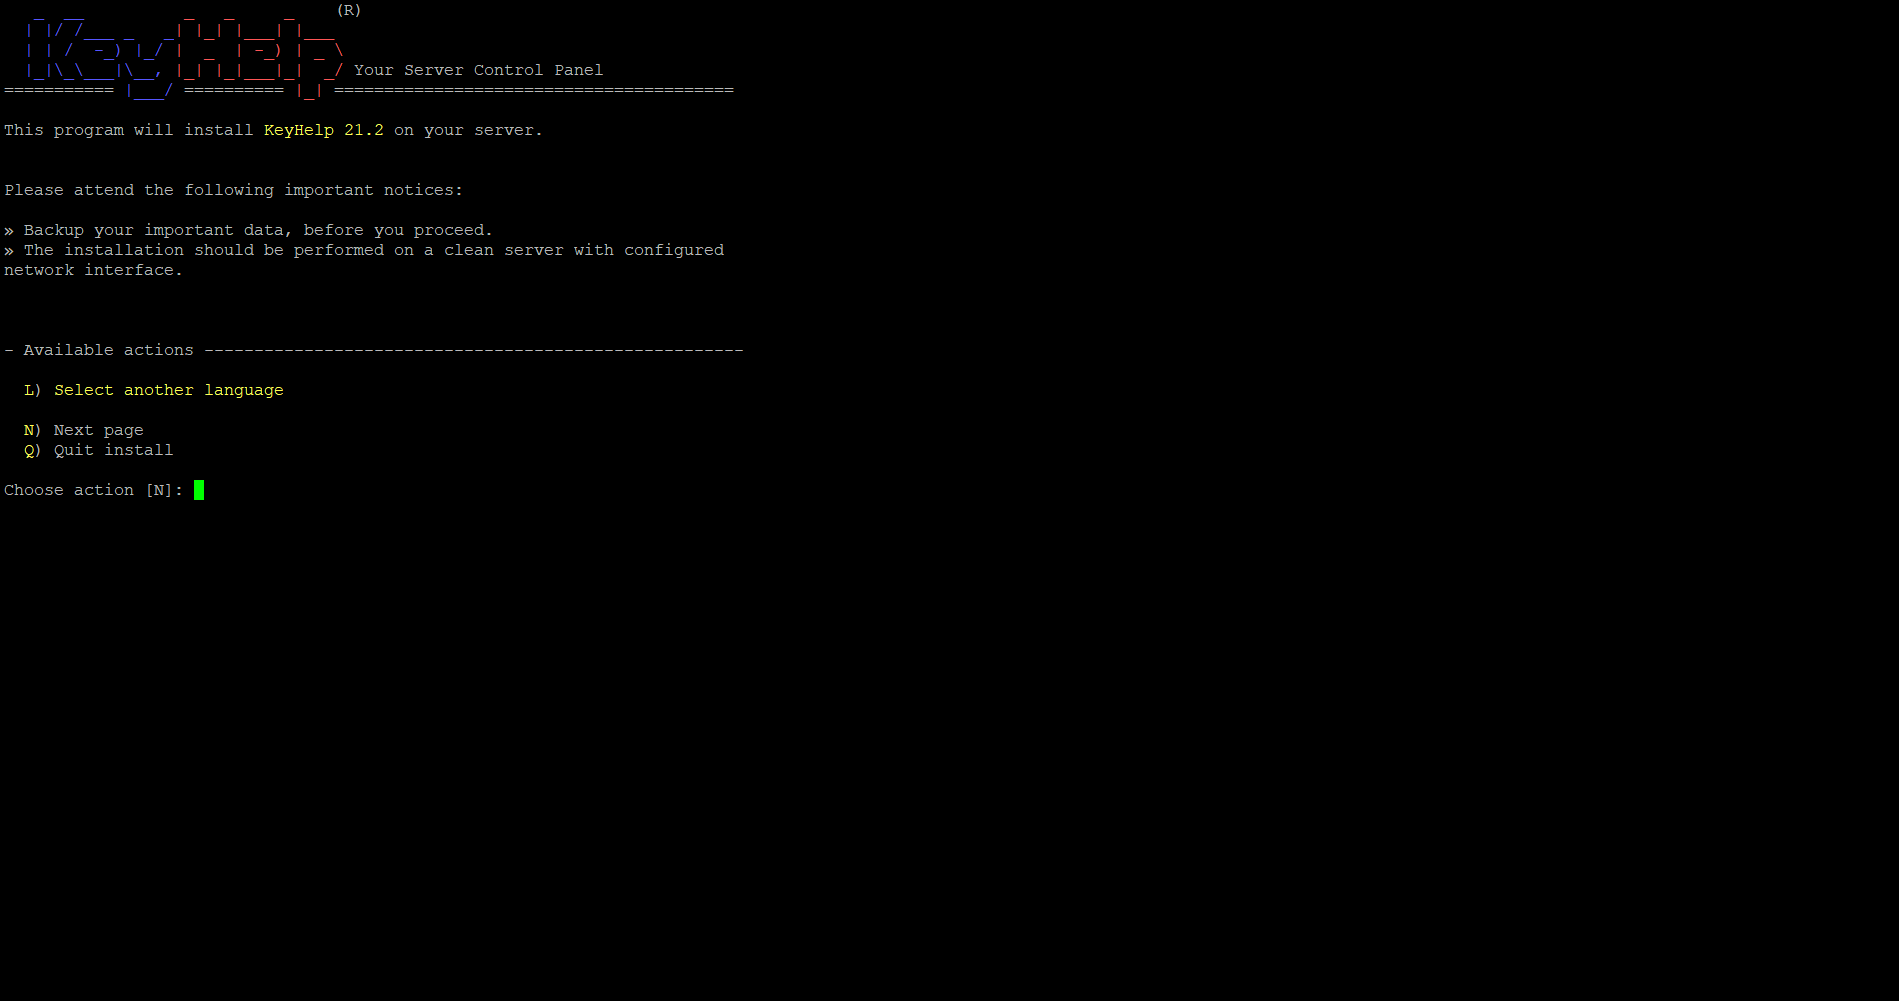 (R)
KeyHelp
Your Server Control Panel
This program will install KeyHelp 21.2 on your server.
Please attend the following important notices:
» Backup your important data, before you proceed.
» The installation should be performed on a clean server with configured
network interface.
- Available actions ------------------------------------------------------
L) Select another language
N) Next page
Q) Quit install
Choose action [N]: